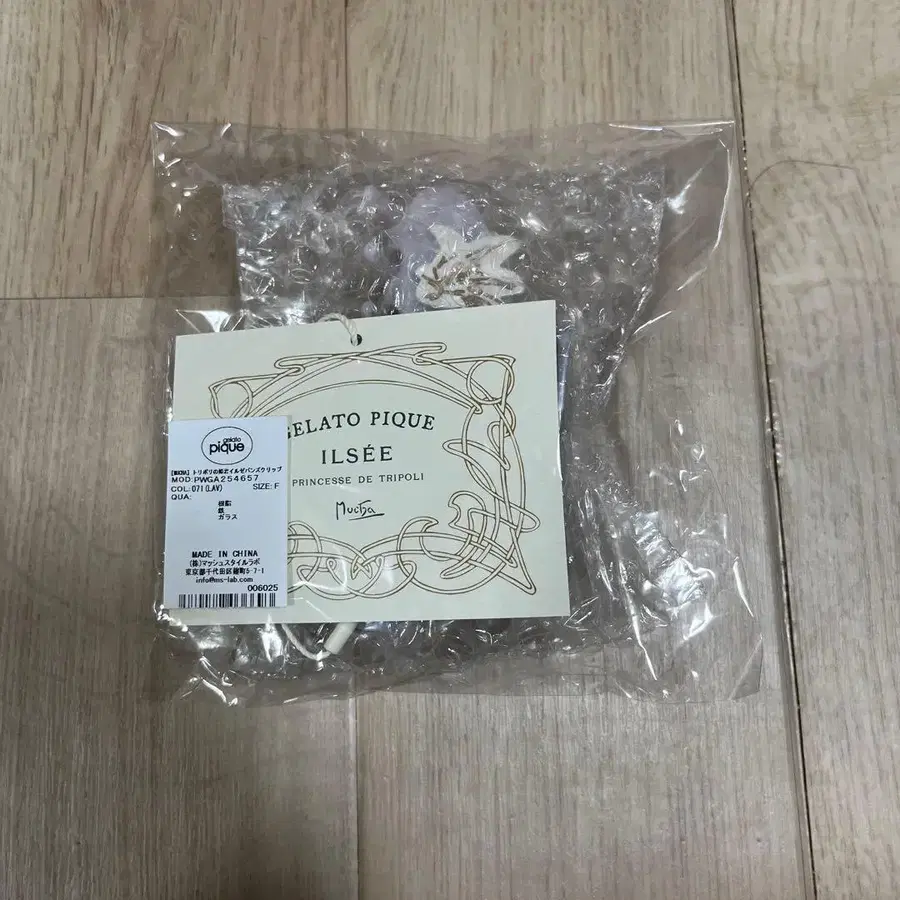 GELATO PIQUE
ILSÉE
PRINCESSE DE TRIPOLI
Mucha
gelato
pique
【MUCHA】トリポリの姫君イルゼバンズクリップ
MOD:PWGA254657
COL:071(LAV) SIZE:F
QUA:
樹脂
鉄
ガラス
MADE IN CHINA
(株)マッシュスタイルラボ
東京都千代田区麹町5-7-1
info@ms-lab.com
006025